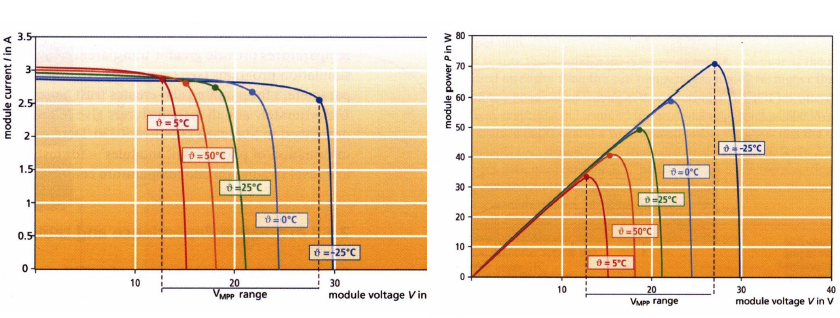 module current I in A
3.5
3
2.5
2
1.5
1
0.5
0
ϑ = 5°C
ϑ = 50°C
ϑ = 25°C
ϑ = 0°C
ϑ = -25°C
10
20
30
VMPP range
module voltage V in
module power P in W
80
70
60
50
40
30
20
10
0
ϑ = -25°C
ϑ = 0°C
ϑ = 25°C
ϑ = 50°C
ϑ = 5°C
10
20
30
40
VMPP range
module voltage V in V